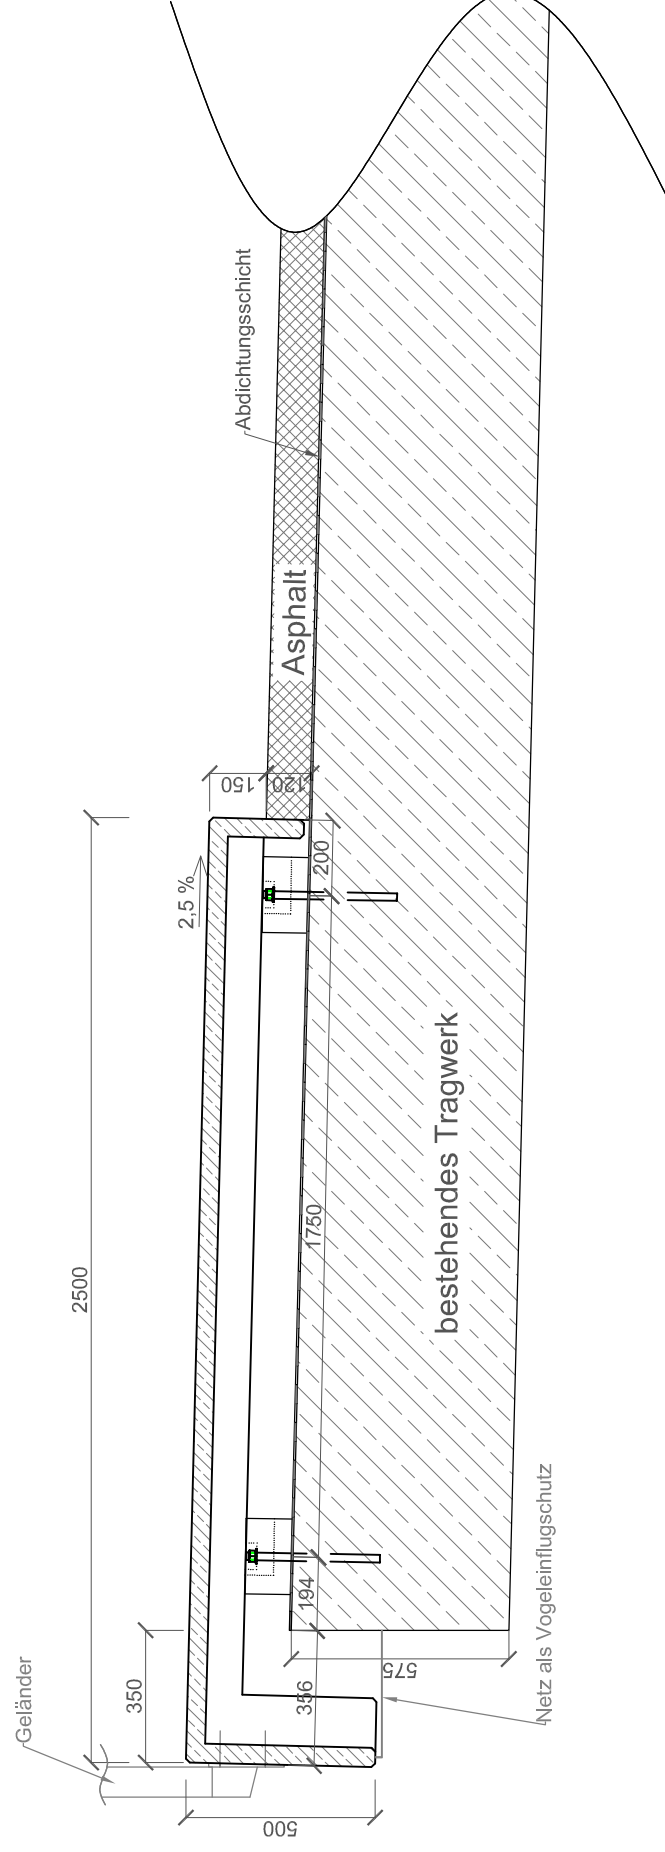 Geländer
500
350
2500
356
194
575
Netz als Vogeleinflugschutz
1750
bestehendes Tragwerk
2,5 %
200
150
120
Asphalt
Abdichtungsschicht